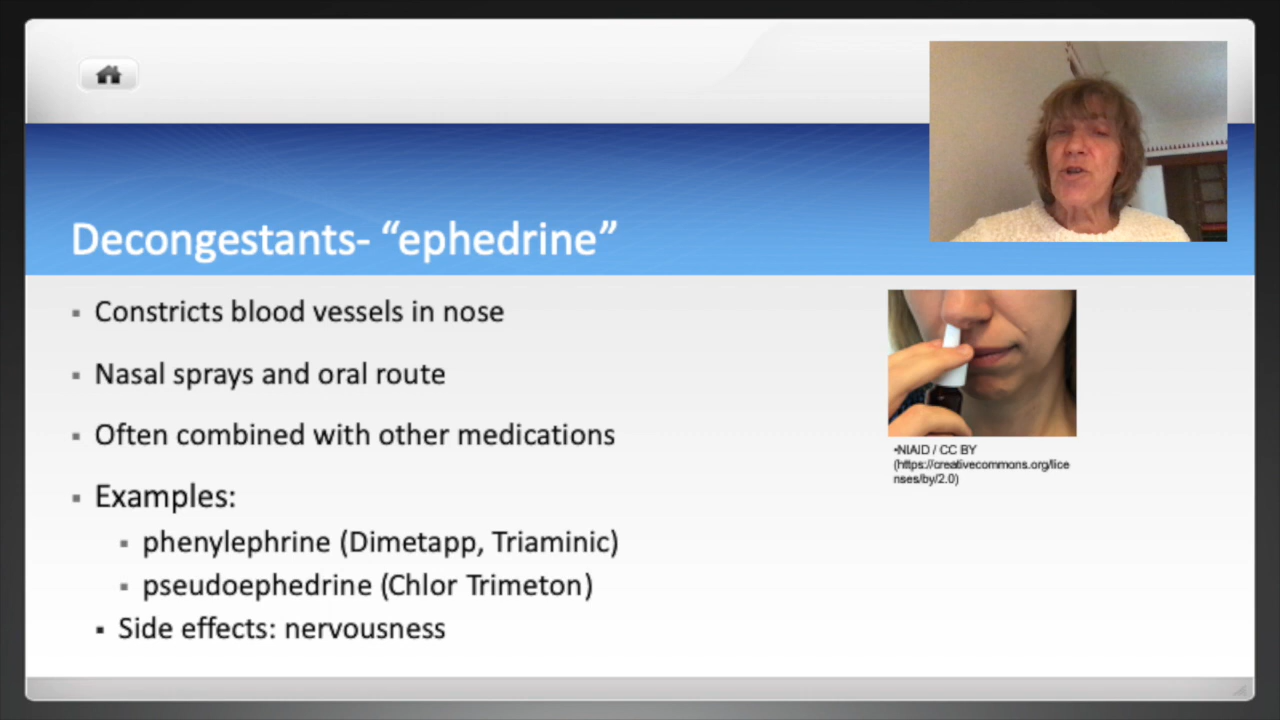 Decongestants- “ephedrine”
Constricts blood vessels in nose
Nasal sprays and oral route
Often combined with other medications
Examples:
phenylephrine (Dimetapp, Triaminic)
pseudoephedrine (Chlor Trimeton)
Side effects: nervousness
•NIAID / CC BY
(https://creativecommons.org/lice
nses/by/2.0)